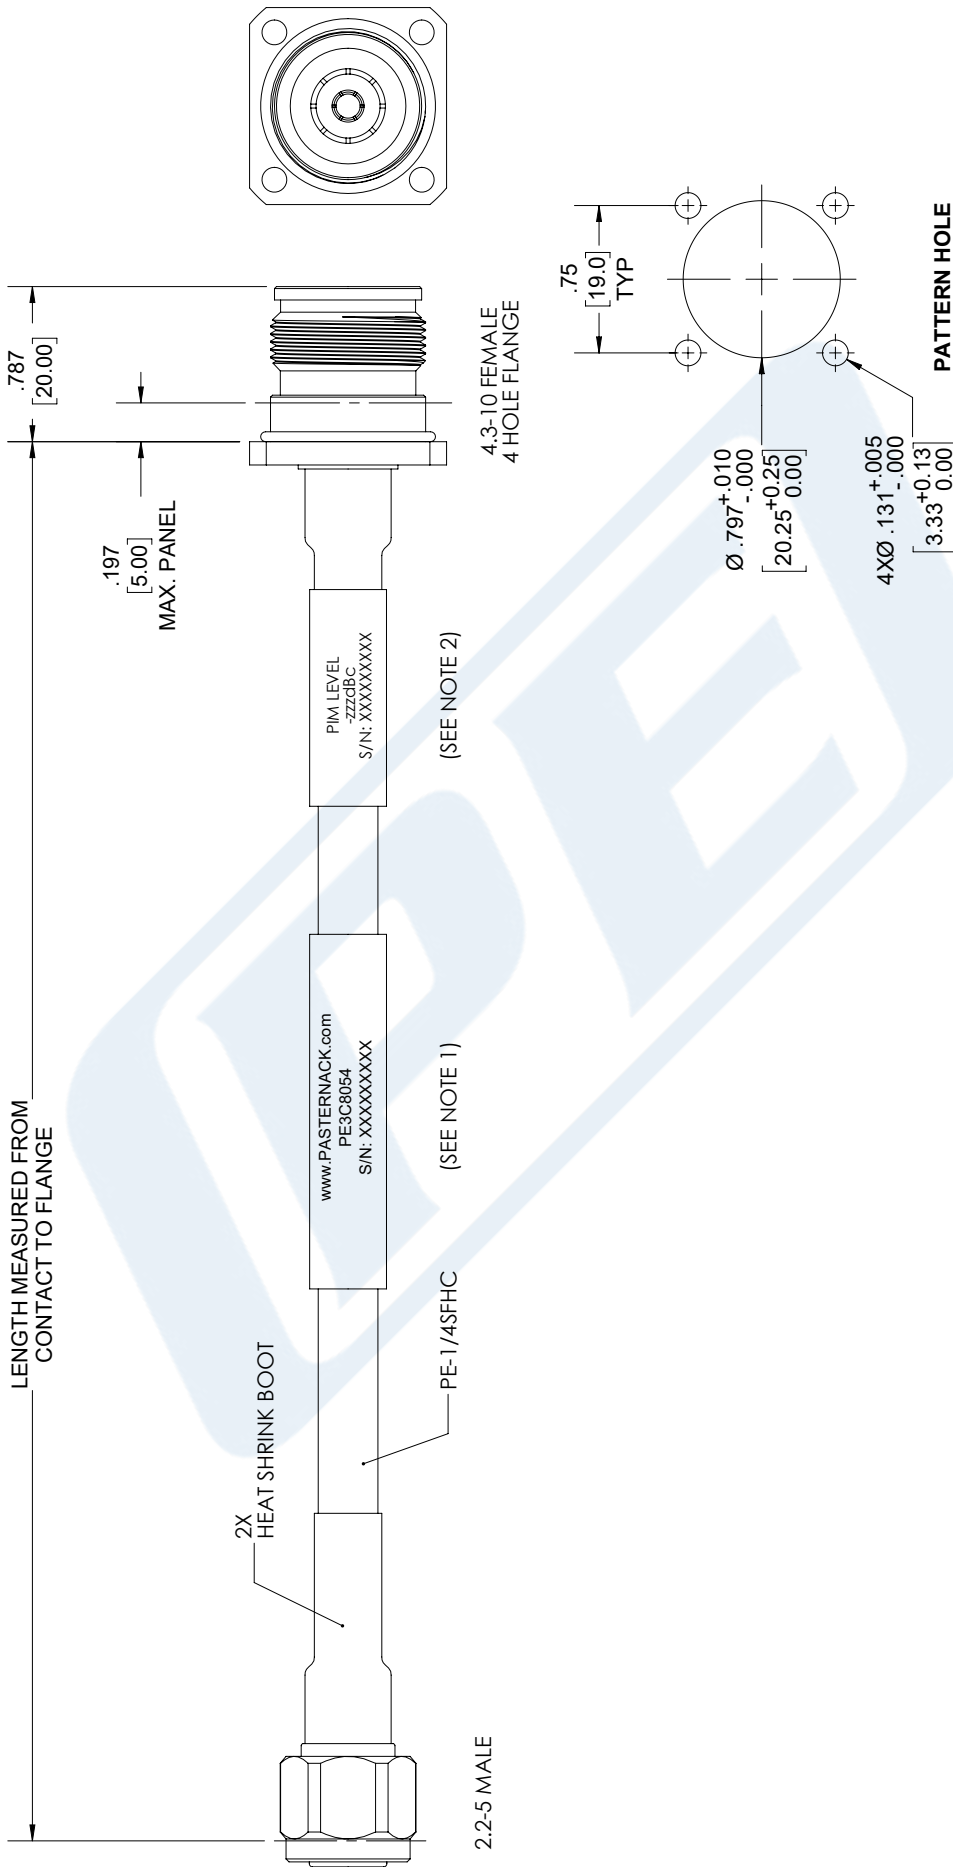 LENGTH MEASURED FROM
CONTACT TO FLANGE
.787
[20.00]
.197
[5.00]
MAX. PANEL
2X
HEAT SHRINK BOOT
www.PASTERNACK.com
PE3C8054
S/N: XXXXXXXXX
PIM LEVEL
-zzzdBc
S/N: XXXXXXXXX
2.2-5 MALE
PE-1/4SFHC
(SEE NOTE 1)
(SEE NOTE 2)
4.3-10 FEMALE
4 HOLE FLANGE
.75
[19.0]
TYP
Ø .797 +.010 -.000
[20.25 +0.25 0.00]
4XØ .131 +.005 -.000
[3.33 +0.13 0.00]
PATTERN HOLE
PE